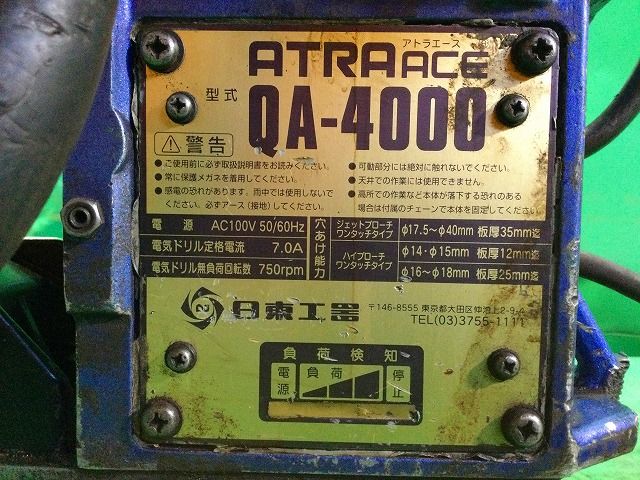 アトラエース
ATRA ACE
型式 QA-4000
警告
●ご使用前に必ず取扱説明書をお読みください。
●常に保護メガネを着用してください。
●感電の恐れがあります。雨中では使用しないで
ください。必ずアース(接地)してください。
●可動部分には絶対に触れないでください。
●天井での作業には使用できません。
●高所での作業など本体が落下する恐れのある
場合は付属のチェーンで本体を固定してください。
電源 AC100V 50/60Hz
電気ドリル定格電流 7.0A
電気ドリル無負荷回転数 750rpm
穴あけ能力
ジェットブローチ
ワンタッチタイプ
φ17.5~φ40mm 板厚35mm迄
ハイブローチ
ワンタッチタイプ
φ14・φ15mm 板厚12mm迄
φ16~φ18mm 板厚25mm迄
2 日東工器
〒146-8555 東京都大田区仲池上2-9-4
TEL(03)3755-1111
負荷検知
電源 負荷 停止